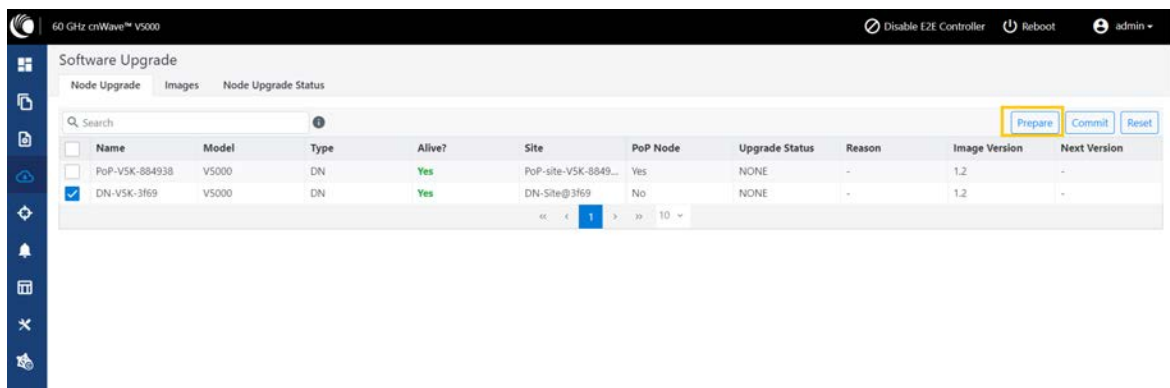 60 GHz cnWave™ V5000 Disable E2E Controller Reboot admin
Software Upgrade
Node Upgrade Images Node Upgrade Status
Search Prepare Commit Reset
Name Model Type Alive? Site PoP Node Upgrade Status Reason Image Version Next Version
PoP-V5K-884938 V5000 DN Yes PoP-site-V5K-8849... Yes NONE - 1.2 -
DN-V5K-3f69 V5000 DN Yes DN-Site@3f69 No NONE - 1.2 -
« ‹ 1 › » 10